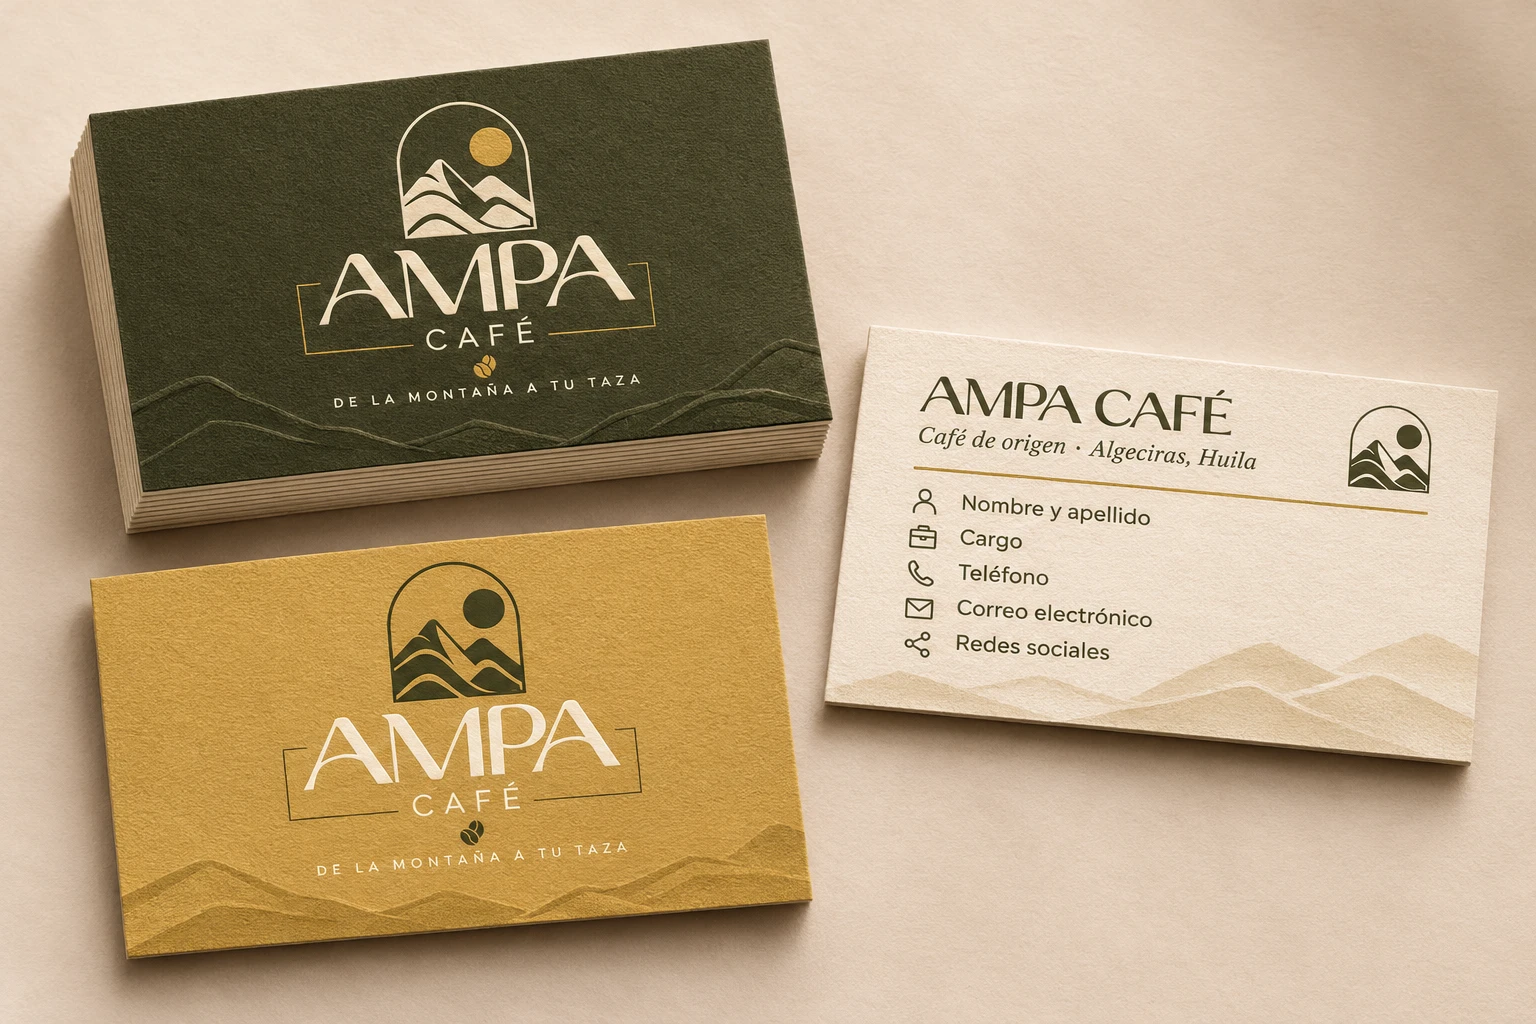 AMPA
CAFÉ
DE LA MONTAÑA A TU TAZA
AMPA CAFÉ
Café de origen · Algeciras, Huila
Nombre y apellido
Cargo
Teléfono
Correo electrónico
Redes sociales
AMPA
CAFÉ
DE LA MONTAÑA A TU TAZA